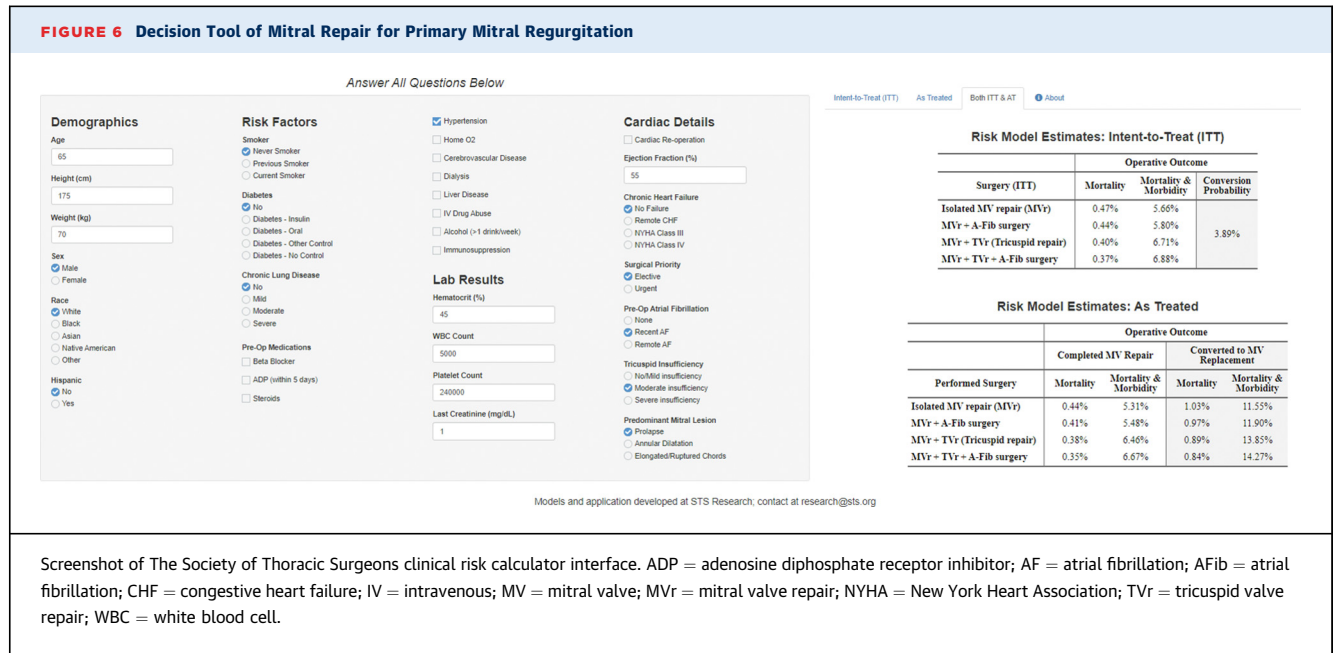 FIGURE 6 Decision Tool of Mitral Repair for Primary Mitral Regurgitation
Answer All Questions Below
Demographics
Age
65
Height (cm)
175
Weight (kg)
70
Sex
Male
Female
Race
White
Black
Asian
Native American
Other
Hispanic
No
Yes
Risk Factors
Smoker
Never Smoker
Previous Smoker
Current Smoker
Diabetes
No
Diabetes - Insulin
Diabetes - Oral
Diabetes - Other Control
Diabetes - No Control
Chronic Lung Disease
No
Mild
Moderate
Severe
Pre-Op Medications
Beta Blocker
ADP (within 5 days)
Steroids
Hypertension
Home O2
Cerebrovascular Disease
Dialysis
Liver Disease
IV Drug Abuse
Alcohol (>1 drink/week)
Immunosuppression
Lab Results
Hematocrit (%)
45
WBC Count
5000
Platelet Count
240000
Last Creatinine (mg/dL)
1
Cardiac Details
Cardiac Re-operation
Ejection Fraction (%)
55
Chronic Heart Failure
No Failure
Remote CHF
NYHA Class III
NYHA Class IV
Surgical Priority
Elective
Urgent
Pre-Op Atrial Fibrillation
None
Recent AF
Remote AF
Tricuspid Insufficiency
No/Mild insufficiency
Moderate insufficiency
Severe insufficiency
Predominant Mitral Lesion
Prolapse
Annular Dilatation
Elongated/Ruptured Chords
Intent-to-Treat (ITT) As Treated Both ITT & AT About
Risk Model Estimates: Intent-to-Treat (ITT)
Operative Outcome
Surgery (ITT) Mortality Mortality & Morbidity Conversion Probability
Isolated MV repair (MVr) 0.47% 5.66%
MVr + A-Fib surgery 0.44% 5.80%
3.89%
MVr + TVr (Tricuspid repair) 0.40% 6.71%
MVr + TVr + A-Fib surgery 0.37% 6.88%
Risk Model Estimates: As Treated
Operative Outcome
Completed MV Repair Converted to MV Replacement
Performed Surgery Mortality Mortality & Morbidity Mortality Mortality & Morbidity
Isolated MV repair (MVr) 0.44% 5.31% 1.03% 11.55%
MVr + A-Fib surgery 0.41% 5.48% 0.97% 11.90%
MVr + TVr (Tricuspid repair) 0.38% 6.46% 0.89% 13.85%
MVr + TVr + A-Fib surgery 0.35% 6.67% 0.84% 14.27%
Models and application developed at STS Research; contact at research@sts.org
Screenshot of The Society of Thoracic Surgeons clinical risk calculator interface. ADP = adenosine diphosphate receptor inhibitor; AF = atrial fibrillation; AFib = atrial
fibrillation; CHF = congestive heart failure; IV = intravenous; MV = mitral valve; MVr = mitral valve repair; NYHA = New York Heart Association; TVr = tricuspid valve
repair; WBC = white blood cell.